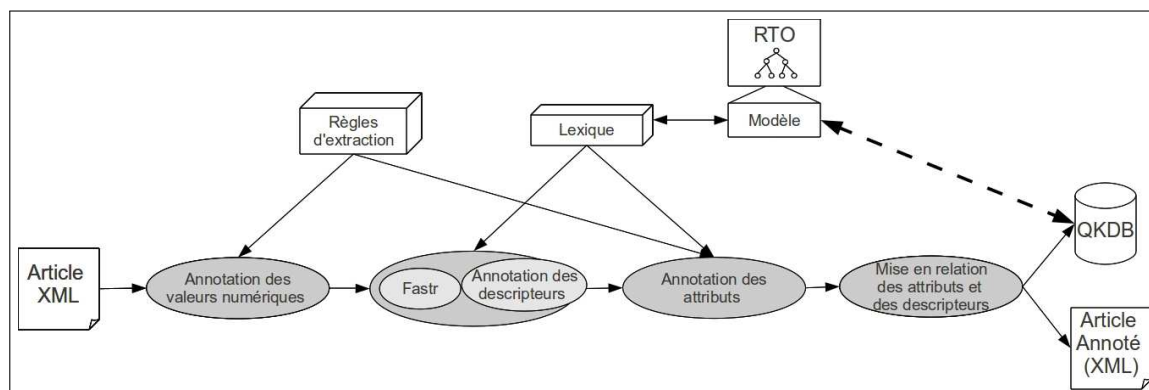 RTO
Règles
d'extraction
Lexique
Modèle
QKDB
Article
XML
Annotation des
valeurs numériques
Fastr
Annotation des
descripteurs
Annotation des
attributs
Mise en relation
des attributs et
des descripteurs
Article
Annoté
(XML)